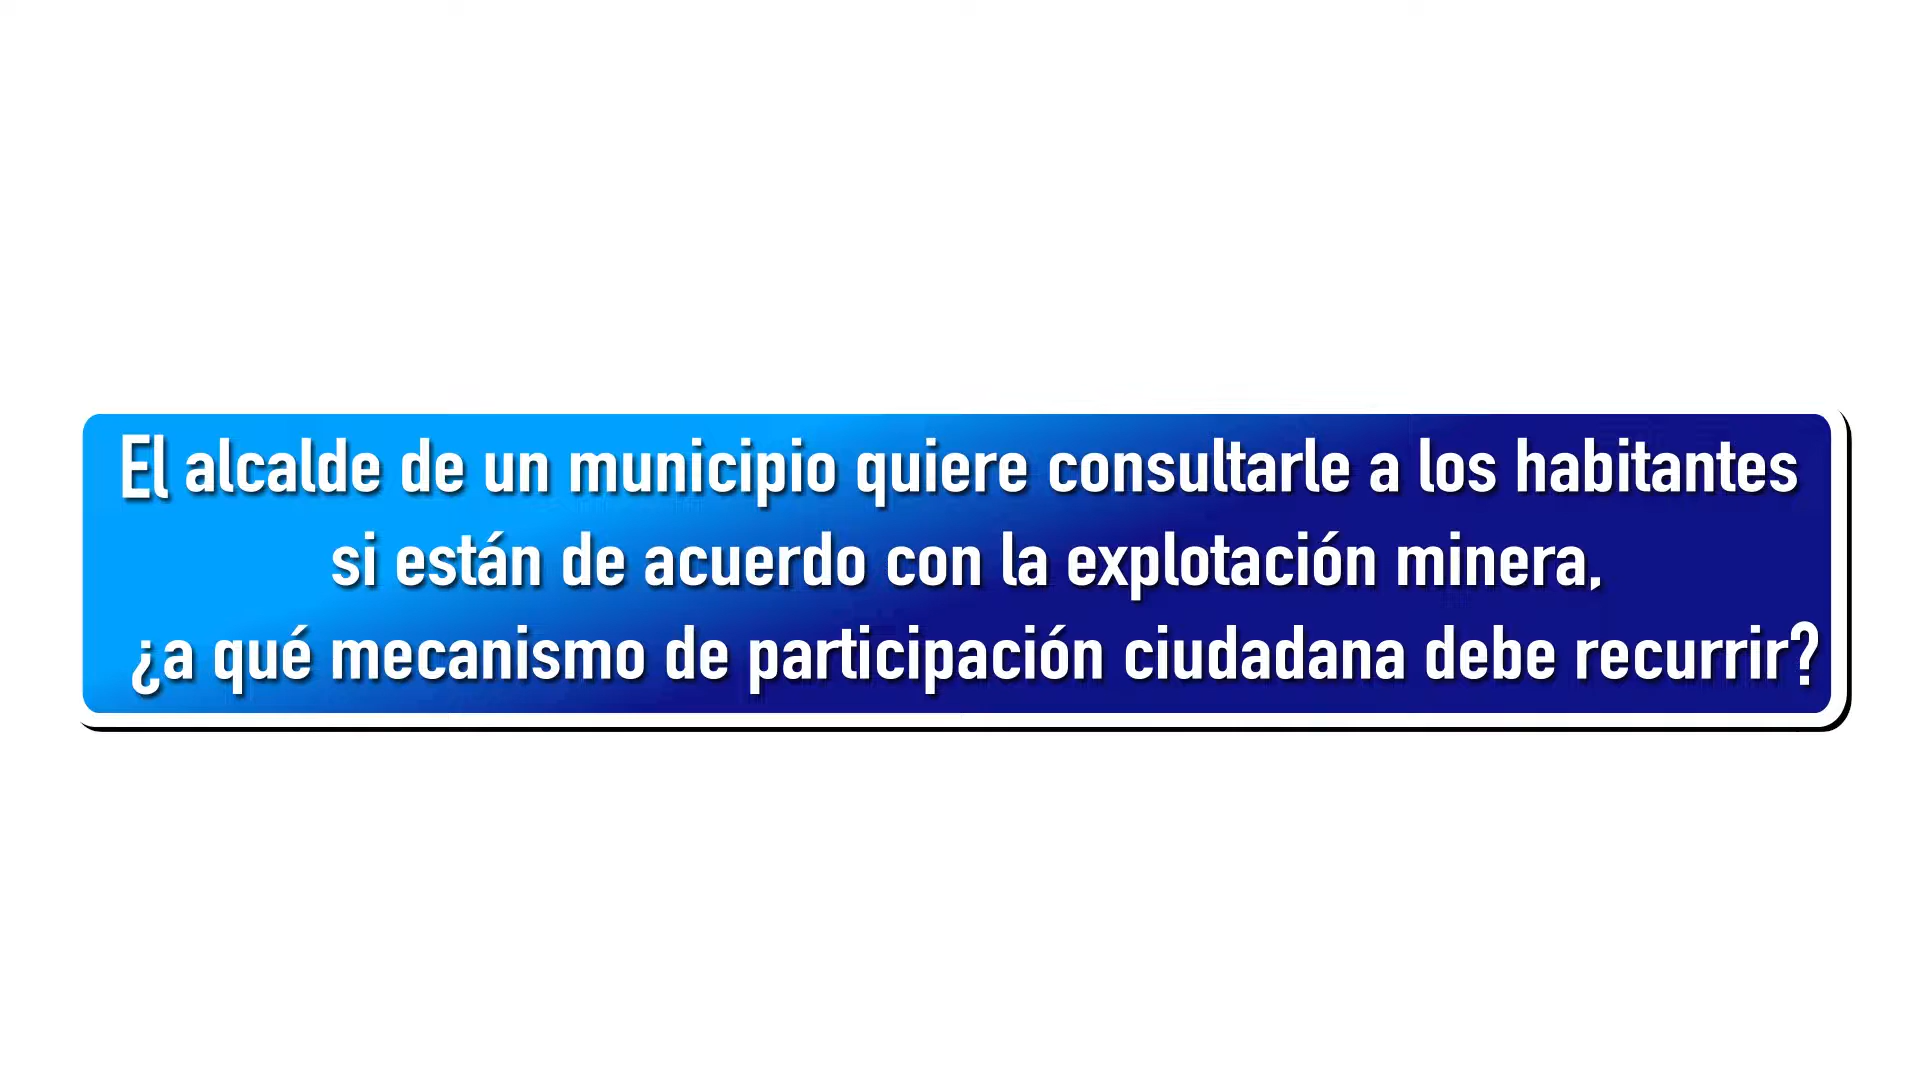 El alcalde de un municipio quiere consultarle a los habitantes
si están de acuerdo con la explotación minera,
¿a qué mecanismo de participación ciudadana debe recurrir?